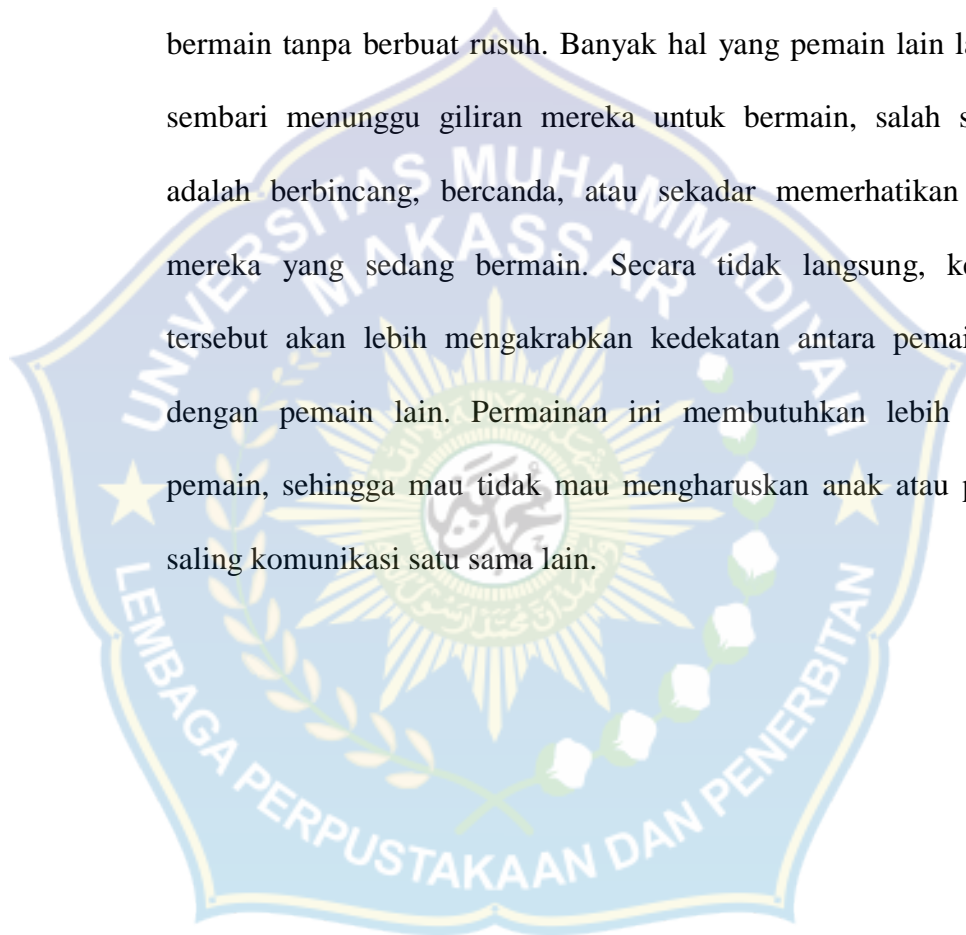 bermain tanpa berbuat rusuh. Banyak hal yang pemain lain
sembari menunggu giliran mereka untuk bermain, salah
adalah berbincang, bercanda, atau sekadar memerhatikan
mereka yang sedang bermain. Secara tidak langsung,
tersebut akan lebih mengakrabkan kedekatan antara
dengan pemain lain. Permainan ini membutuhkan lebih
pemain, sehingga mau tidak mau mengharuskan anak atau
saling komunikasi satu sama lain.
UNIVERSITAS MUHAMMADIYAH
MAKASSAR
LEMBAGA PERPUSTAKAAN DAN PENERBITAN